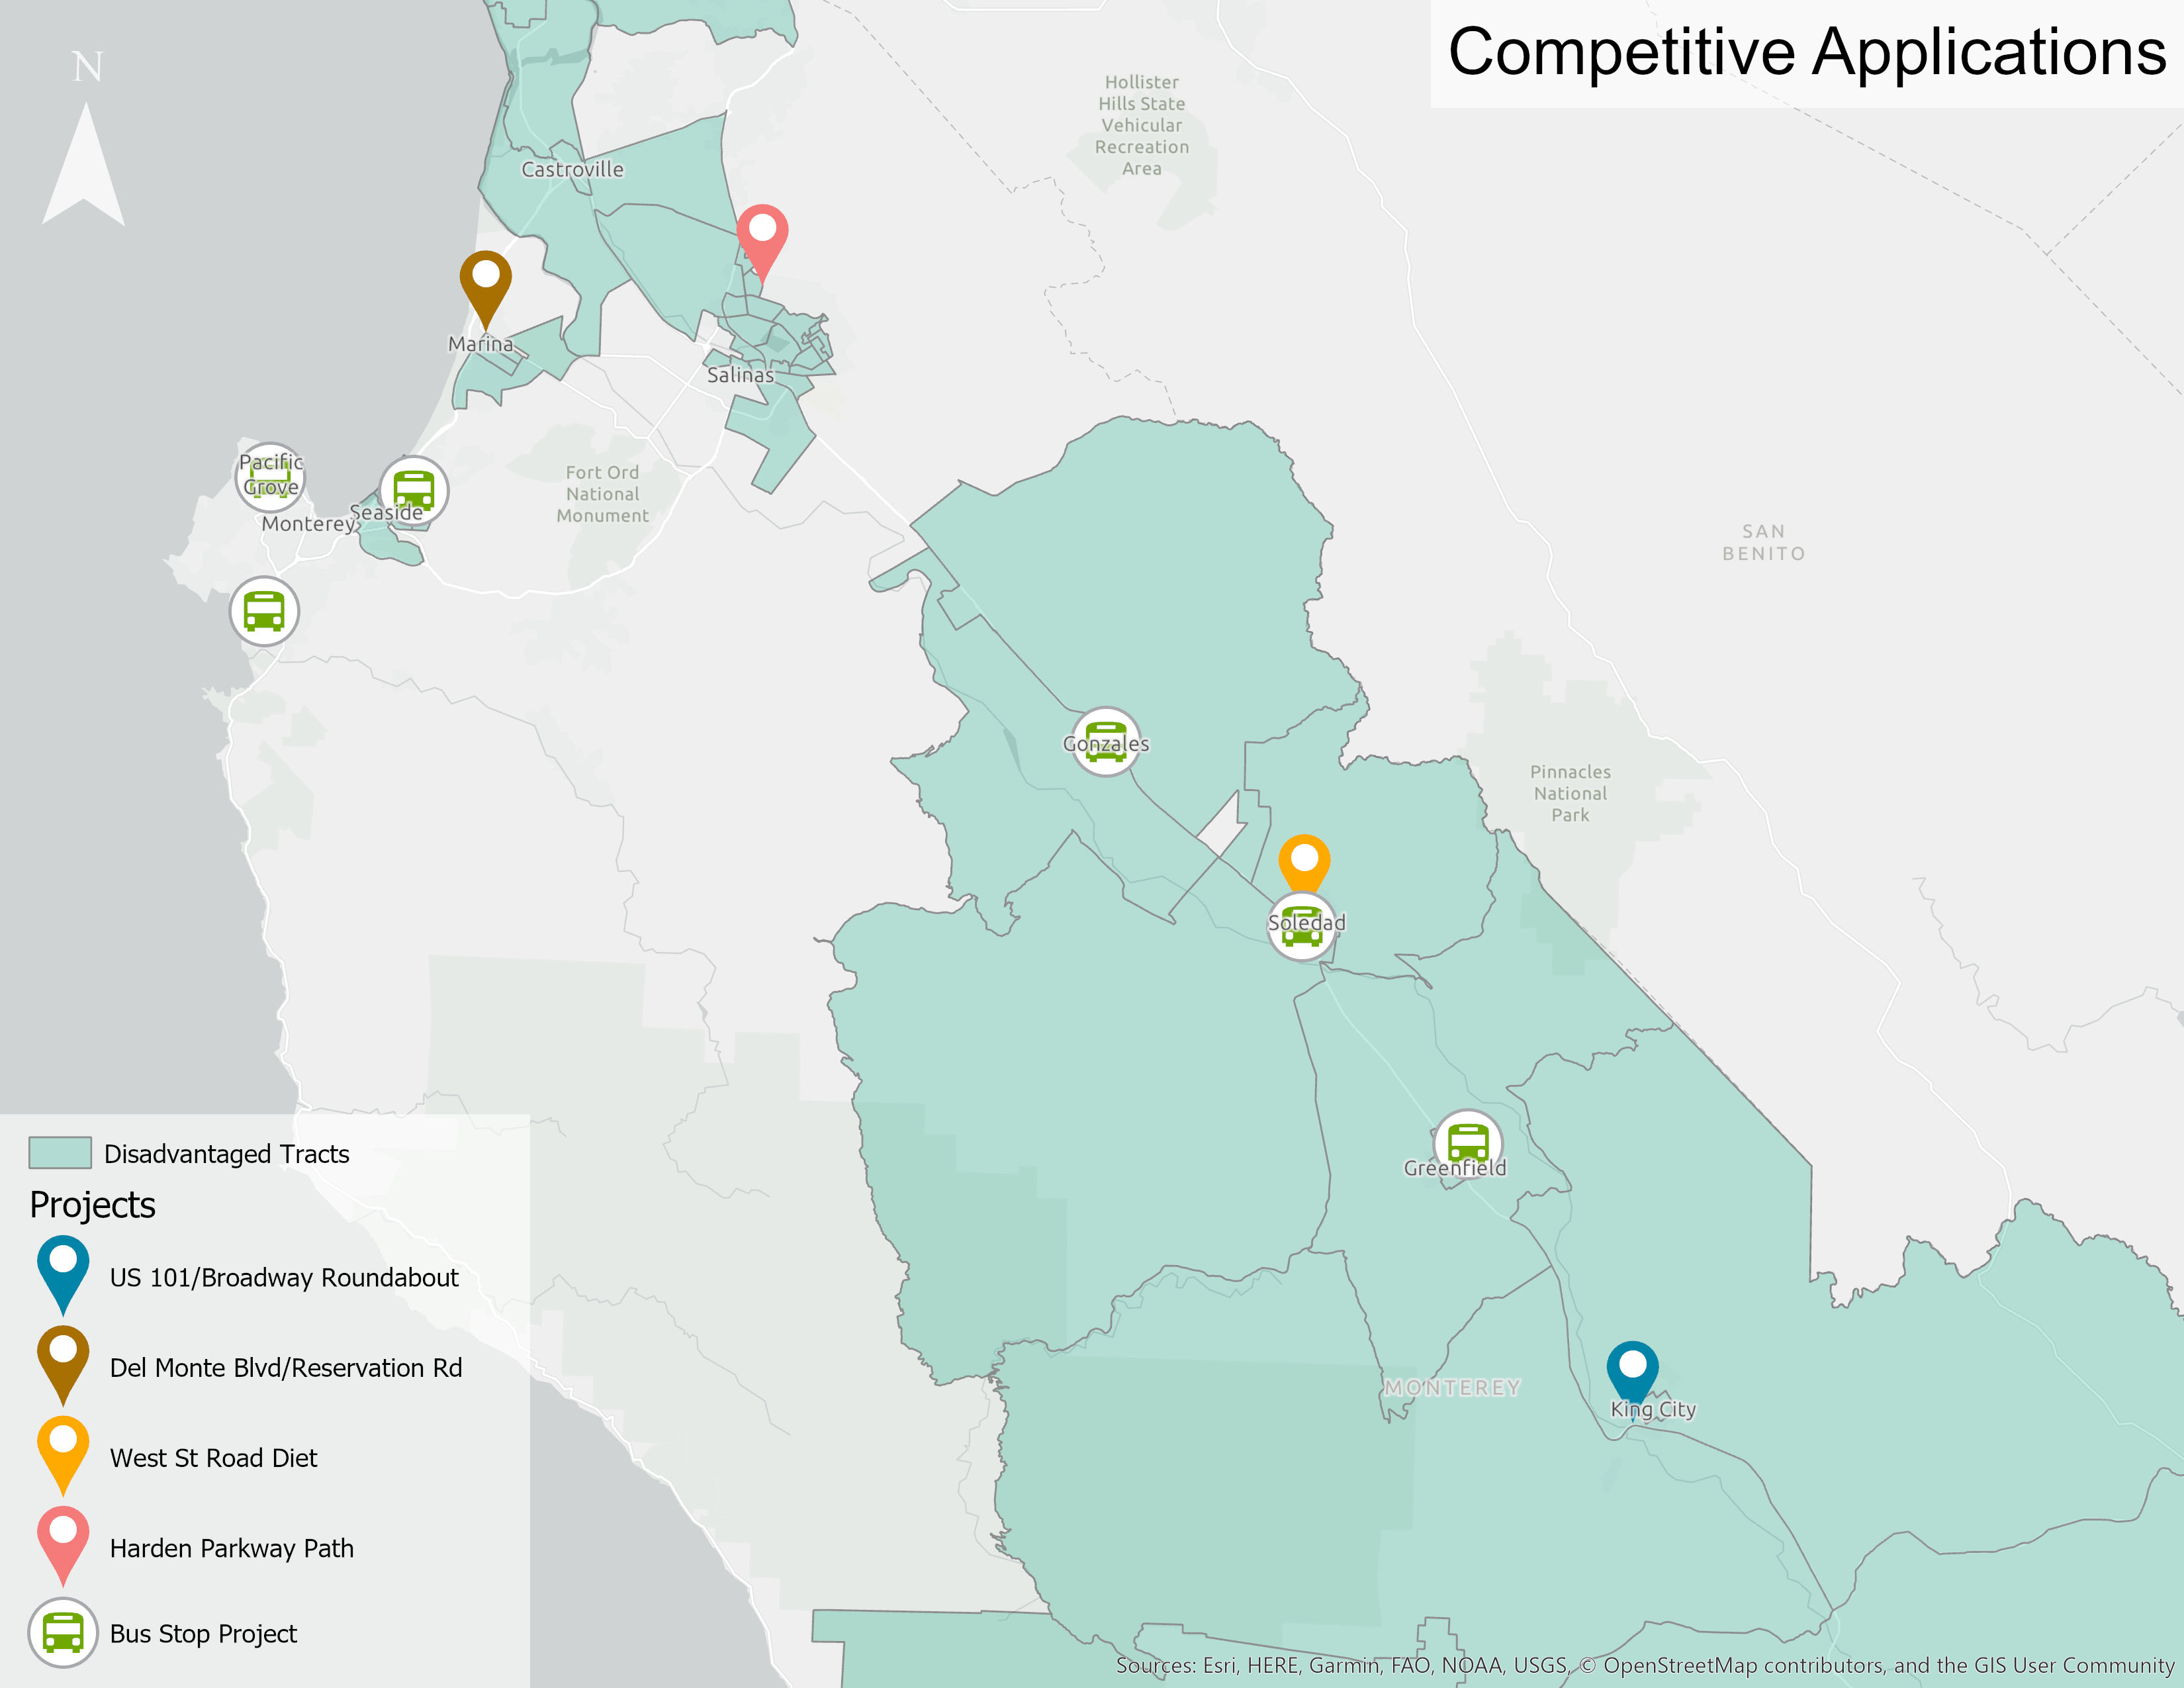 Competitive Applications
N
Hollister
Hills State
Vehicular
Recreation
Area
Castroville
Marina
Salinas
Pacific
Grove
Seaside
Monterey
Fort Ord
National
Monument
SAN
BENITO
Gonzales
Pinnacles
National
Park
Soledad
Greenfield
MONTEREY
King City
Disadvantaged Tracts
Projects
US 101/Broadway Roundabout
Del Monte Blvd/Reservation Rd
West St Road Diet
Harden Parkway Path
Bus Stop Project
Sources: Esri, HERE, Garmin, FAO, NOAA, USGS, © OpenStreetMap contributors, and the GIS User Community